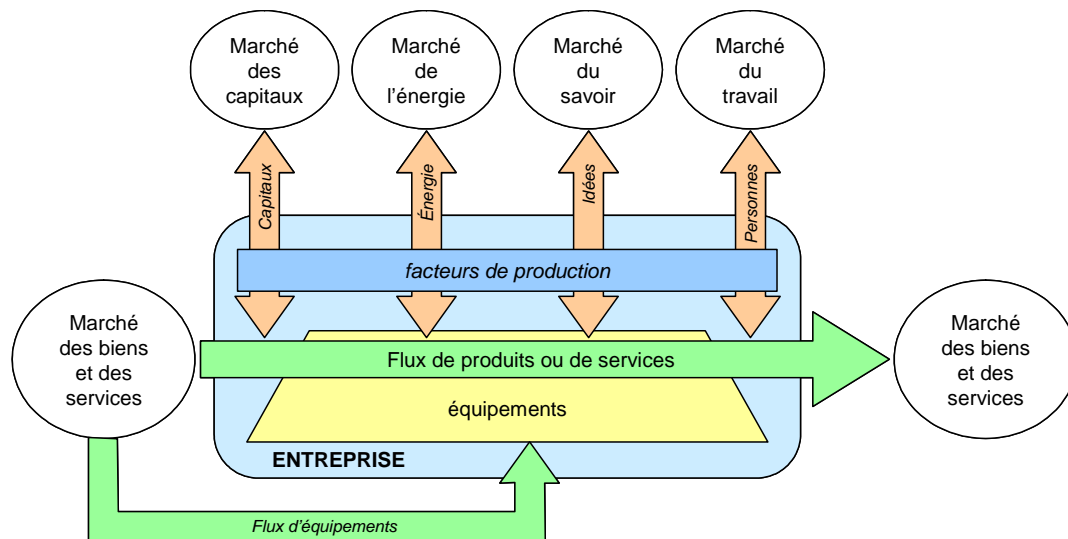 Marché
des
capitaux
Marché
de
l’énergie
Marché
du
savoir
Marché
du
travail
Capitaux
Énergie
Idées
Personnes
facteurs de production
Marché
des biens
et des
services
Flux de produits ou de services
Marché
des biens
et des
services
équipements
ENTREPRISE
Flux d’équipements